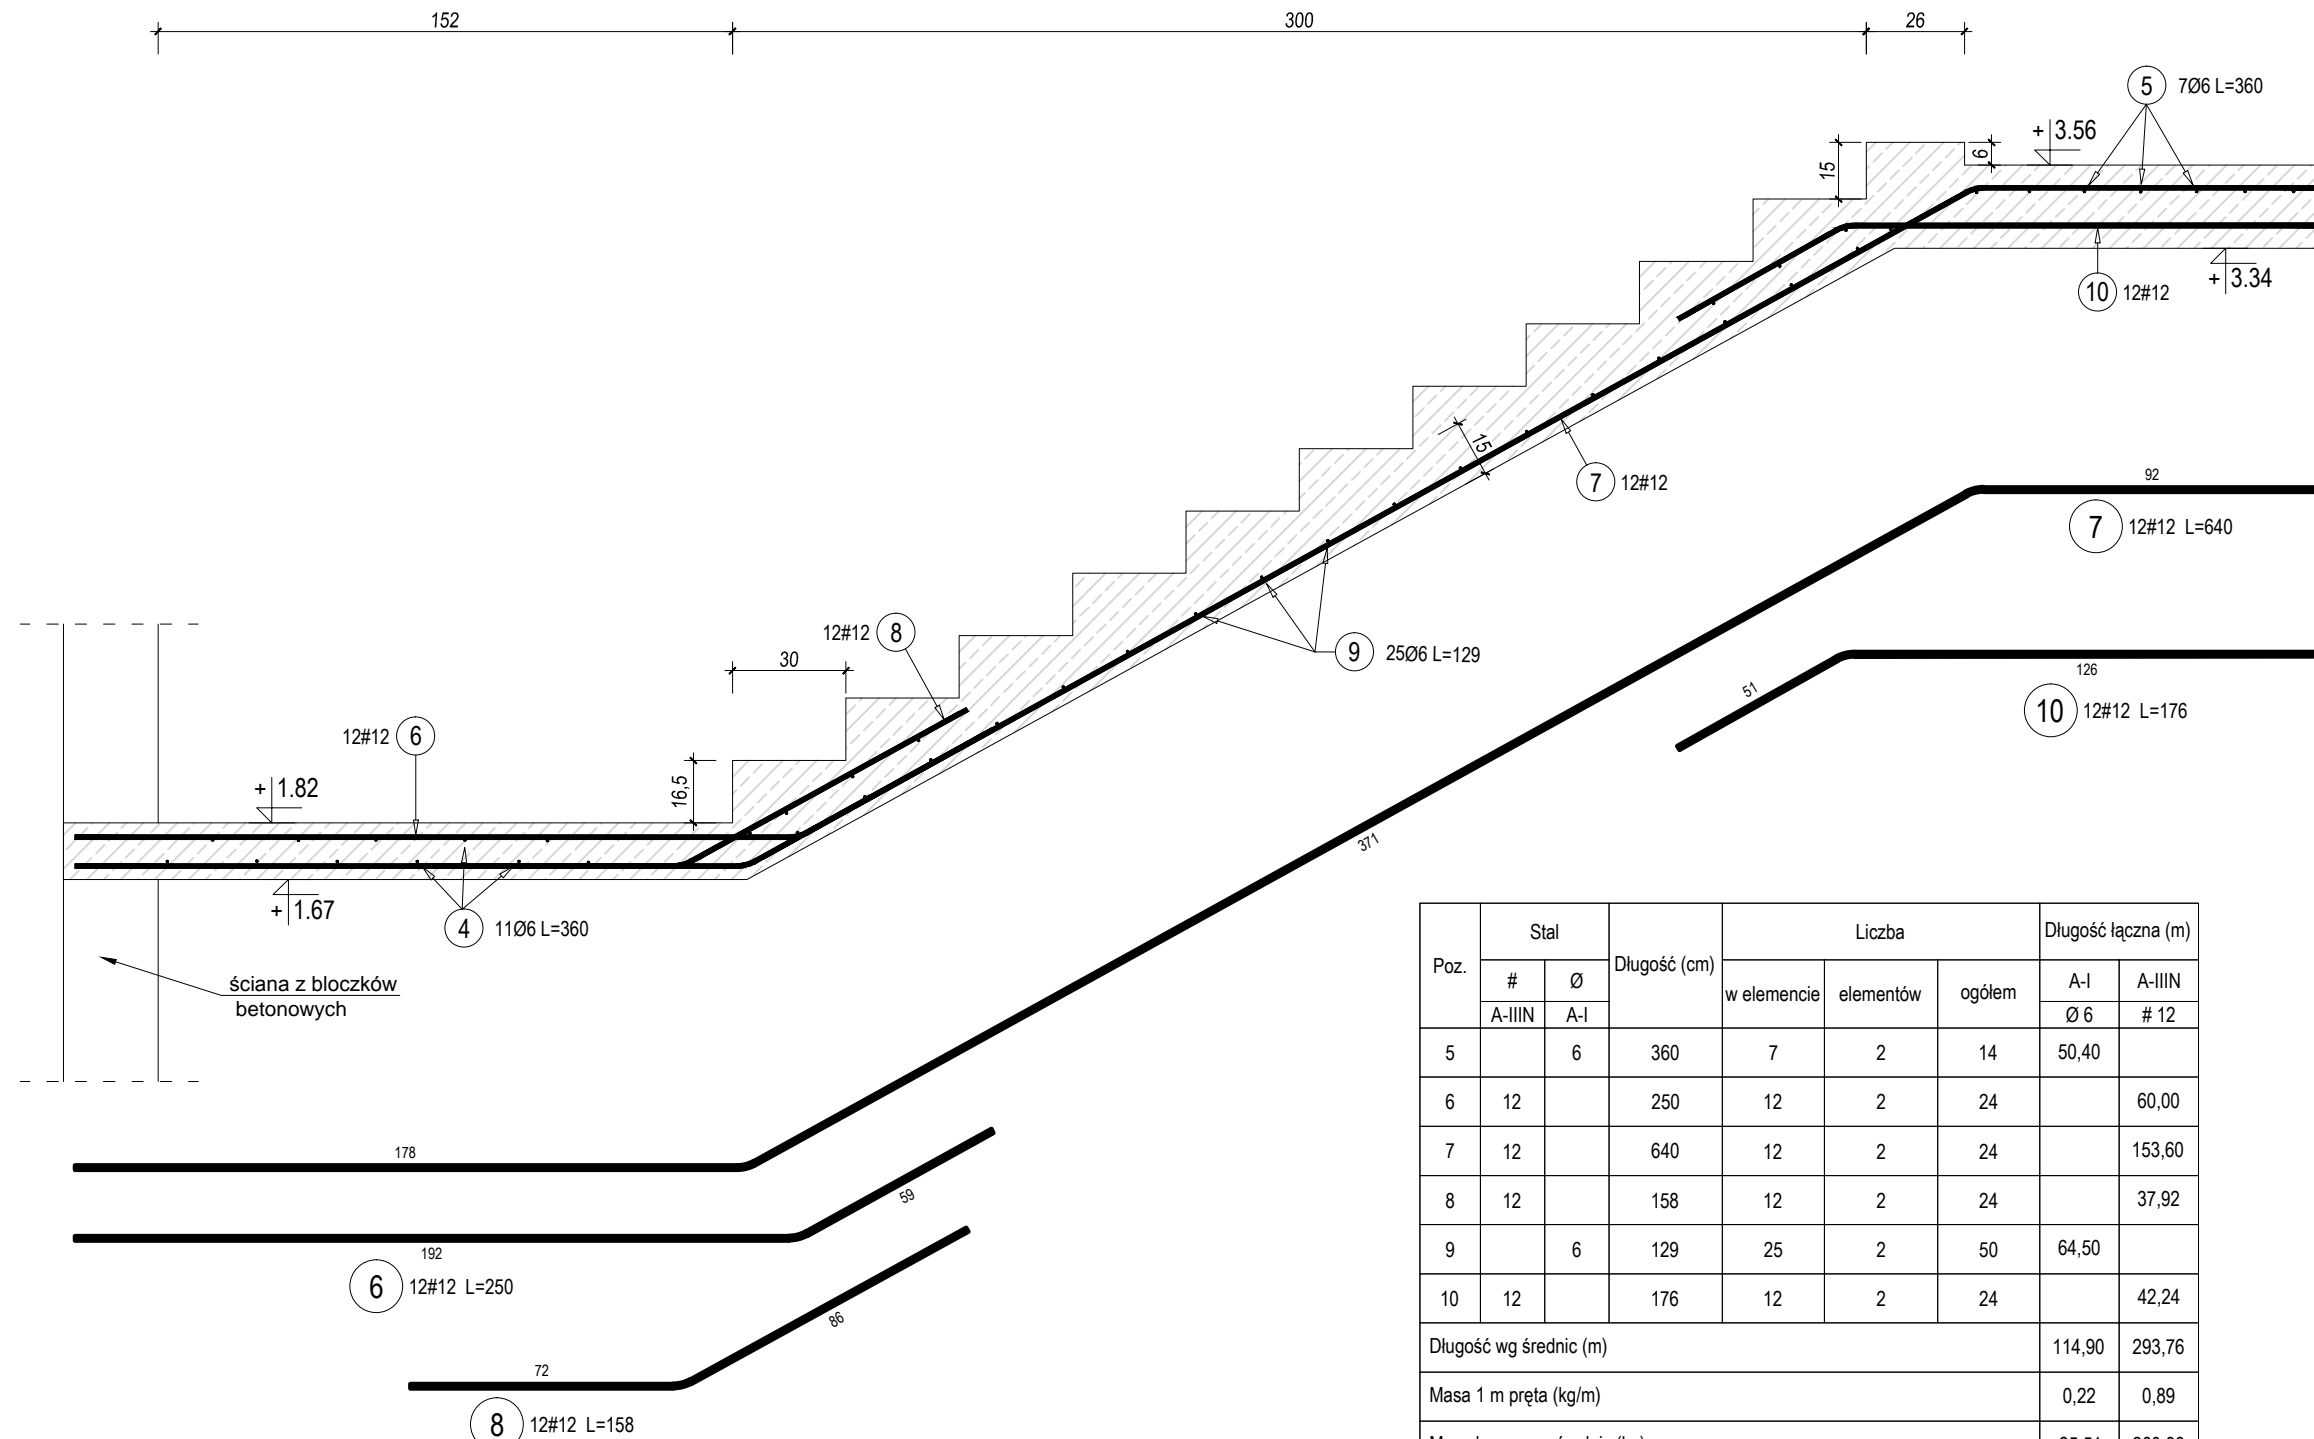 152
300
26
5 7Ø6 L=360
+ 3.56
15
6
10 12#12
+ 3.34
15
7 12#12
92
7 12#12 L=640
12#12 8
9 25Ø6 L=129
30
51
126
10 12#12 L=176
12#12 6
16,5
+ 1.82
371
+ 1.67
4 11Ø6 L=360
ściana z bloczków
betonowych
178
59
192
6 12#12 L=250
86
72
8 12#12 L=158
Poz. Stal Długość (cm) Liczba Długość łączna (m)
# Ø w elemencie elementów ogółem A-I A-IIIN
A-IIIN A-I Ø 6 # 12
5 6 360 7 2 14 50,40
6 12 250 12 2 24 60,00
7 12 640 12 2 24 153,60
8 12 158 12 2 24 37,92
9 6 129 25 2 50 64,50
10 12 176 12 2 24 42,24
Długość wg średnic (m) 114,90 293,76
Masa 1 m pręta (kg/m) 0,22 0,89